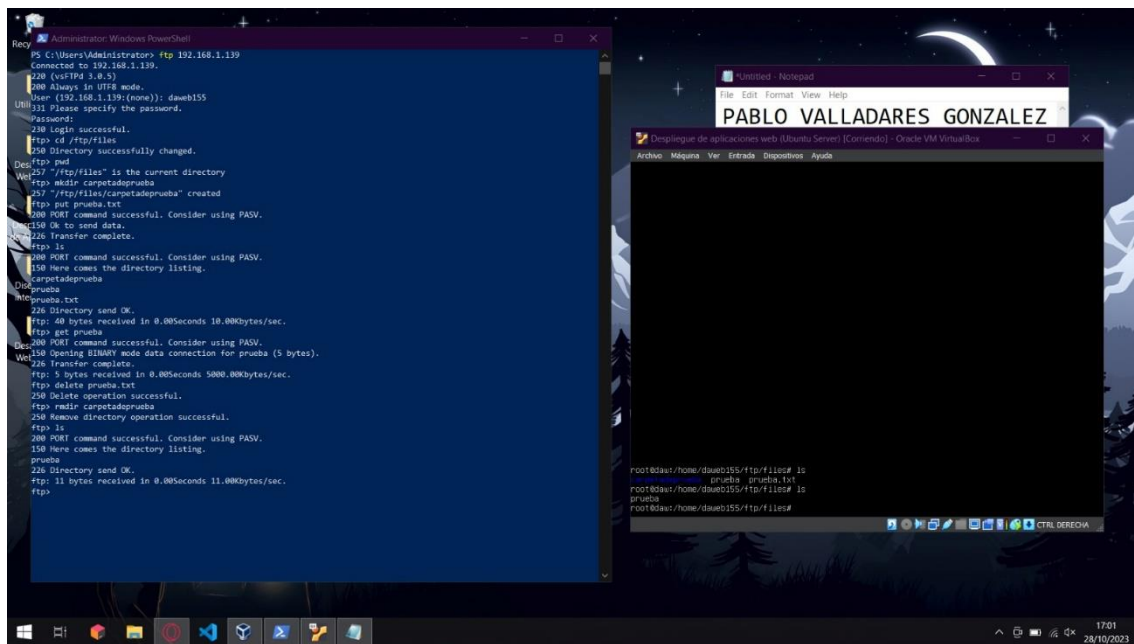 Administrator: Windows PowerShell
PS C:\Users\Administrator> ftp 192.168.1.139
Connected to 192.168.1.139.
220 (vsFTPd 3.0.5)
200 Always in UTF8 mode.
User (192.168.1.139:(none)): daweb155
331 Please specify the password.
Password:
230 Login successful.
ftp> cd /ftp/files
250 Directory successfully changed.
ftp> pwd
257 "/ftp/files" is the current directory
ftp> mkdir carpetadeprueba
257 "/ftp/files/carpetadeprueba" created
ftp> put prueba.txt
200 PORT command successful. Consider using PASV.
150 Ok to send data.
226 Transfer complete.
ftp> ls
200 PORT command successful. Consider using PASV.
150 Here comes the directory listing.
carpetadeprueba
prueba
prueba.txt
226 Directory send OK.
ftp: 40 bytes received in 0.00Seconds 10.00Kbytes/sec.
ftp> get prueba
200 PORT command successful. Consider using PASV.
150 Opening BINARY mode data connection for prueba (5 bytes).
226 Transfer complete.
ftp: 5 bytes received in 0.00Seconds 5000.00Kbytes/sec.
ftp> delete prueba.txt
250 Delete operation successful.
ftp> rmdir carpetadeprueba
250 Remove directory operation successful.
ftp> ls
200 PORT command successful. Consider using PASV.
150 Here comes the directory listing.
prueba
226 Directory send OK.
ftp: 11 bytes received in 0.00Seconds 11.00Kbytes/sec.
ftp>
*Untitled - Notepad
File Edit Format View Help
PABLO VALLADARES GONZALEZ
Despliegue de aplicaciones web (Ubuntu Server) [Corriendo] - Oracle VM VirtualBox
Archivo Máquina Ver Entrada Dispositivos Ayuda
root@daw:/home/daweb155/ftp/files# ls
carpetadeprueba prueba prueba.txt
root@daw:/home/daweb155/ftp/files# ls
prueba
root@daw:/home/daweb155/ftp/files#
CTRL DERECHA
17:01
28/10/2023